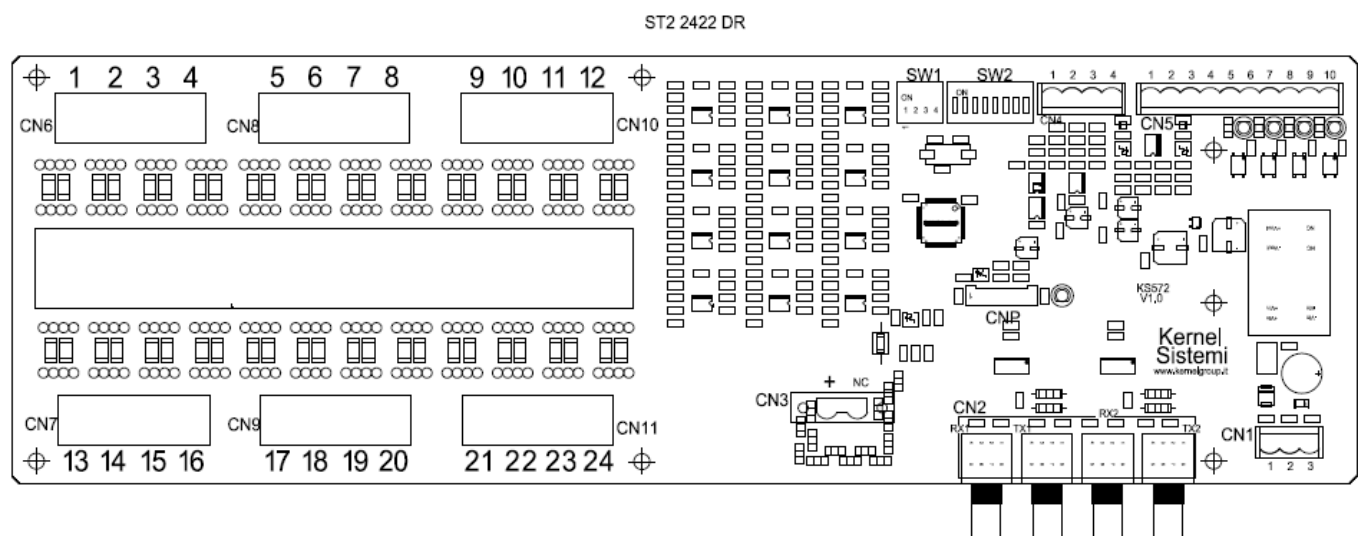 ST2 2422 DR
1 2 3 4 5 6 7 8 9 10 11 12
SW1 SW2
ON
1 2 3 4
ON
1 2 3 4
1 2 3 4 5 6 7 8 9 10
CN6 CN8 CN10
CN4 CN5
KS572
V1,0
CNP
Kernel
Sistemi
www.kernelgroup.it
+ NC
CN3
CN2
RX1 TX1 RX2 TX2
CN7 CN9 CN11
CN1
13 14 15 16 17 18 19 20 21 22 23 24
1 2 3